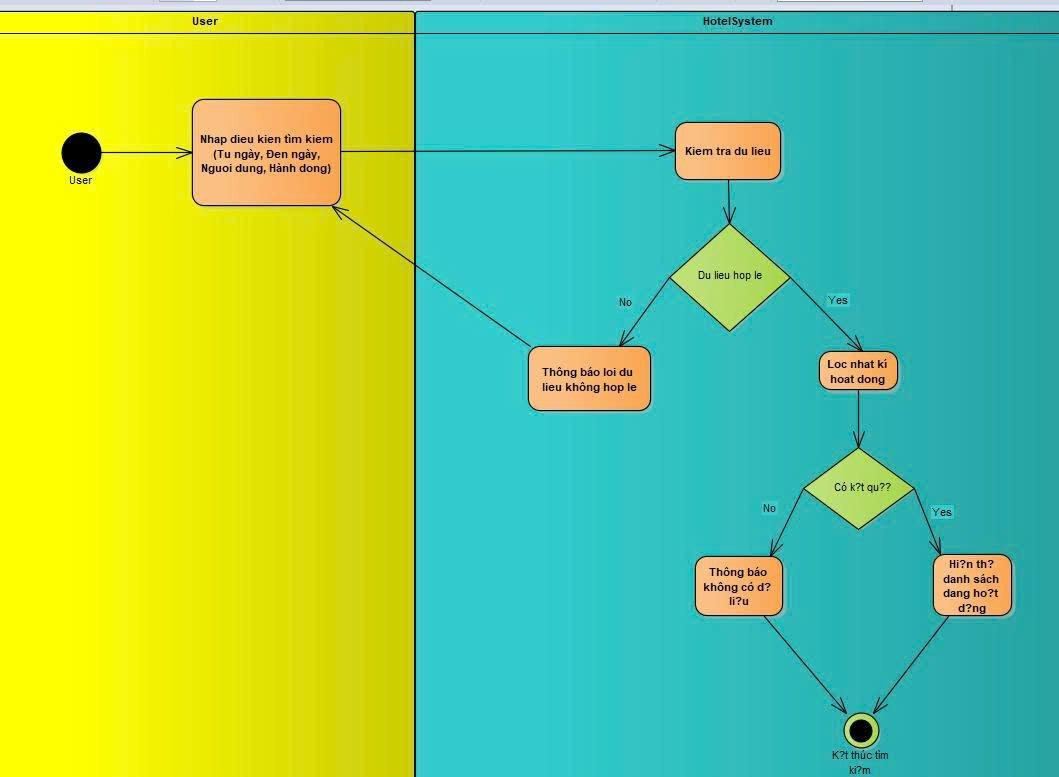 User
HotelSystem
Nhap dieu kien tìm kiem
(Tu ngày, Đen ngày,
Nguoi dung, Hành dong)
User
Kiem tra du lieu
Du lieu hop le
No
Yes
Thông báo loi du
lieu không hop le
Loc nhat kí
hoat dong
Có k?t qu??
No
Yes
Thông báo
không có d?
li?u
Hi?n th?
danh sách
dang ho?t
d?ng
K?t thúc tìm
ki?m